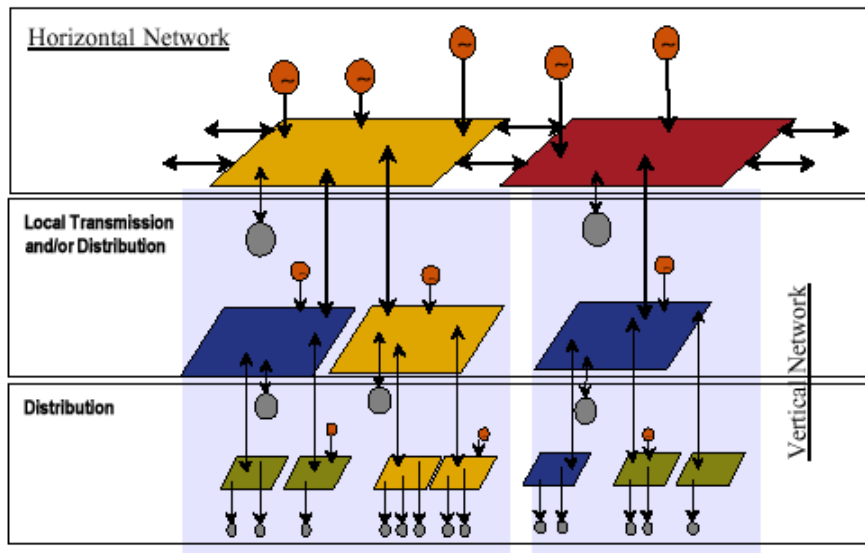 Horizontal Network
~ ~ ~ ~ ~
Local Transmission
and/or Distribution
Vertical Network
Distribution